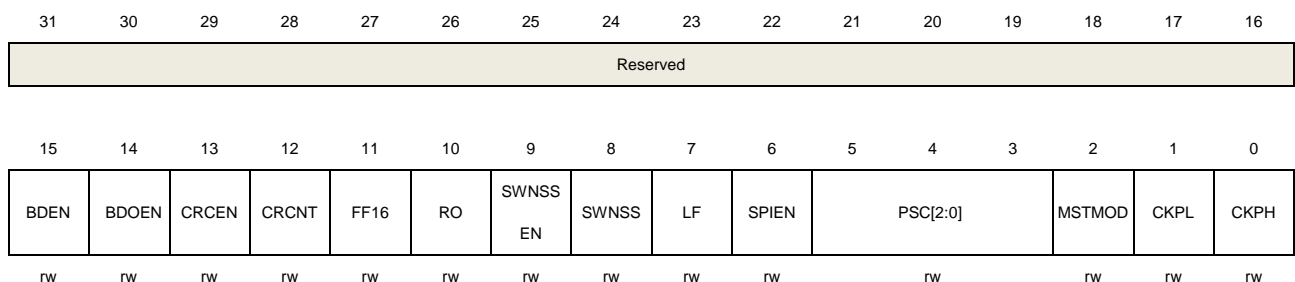 31 30 29 28 27 26 25 24 23 22 21 20 19 18 17 16
Reserved
15 14 13 12 11 10 9 8 7 6 5 4 3 2 1 0
BDEN BDOEN CRCEN CRCNT FF16 RO SWNSS EN SWNSS LF SPIEN PSC[2:0] MSTMOD CKPL CKPH
rw rw rw rw rw rw rw rw rw rw rw rw rw rw